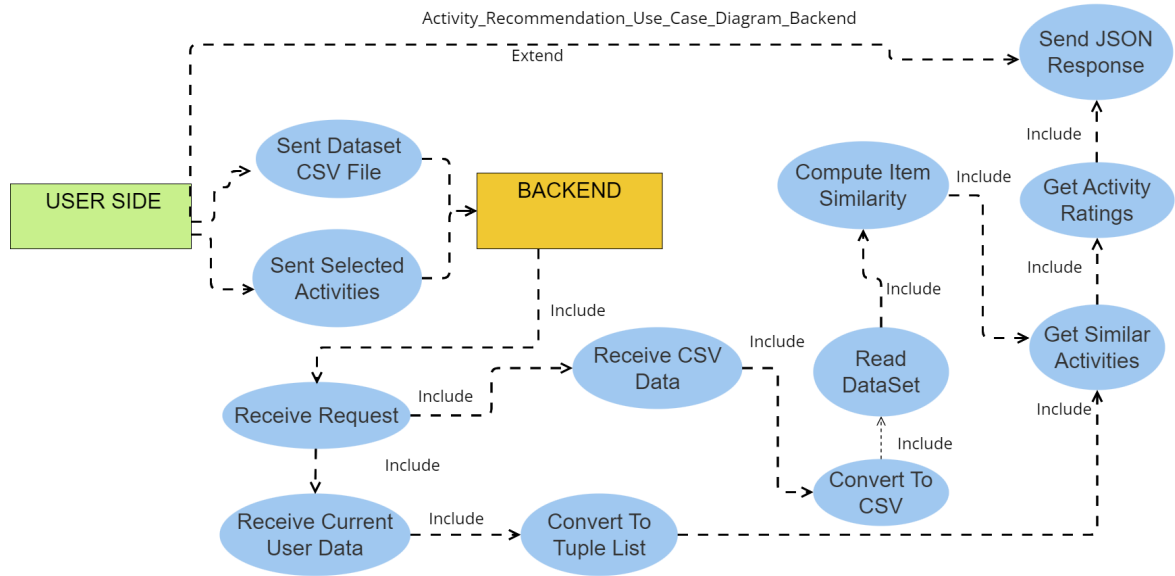 Activity_Recommendation_Use_Case_Diagram_Backend
Extend
Send JSON
Response
Include
Sent Dataset
CSV File
USER SIDE
BACKEND
Compute Item
Similarity
Include
Get Activity
Ratings
Sent Selected
Activities
Include
Include
Include
Receive CSV
Data
Include
Read
DataSet
Get Similar
Activities
Receive Request
Include
Include
Include
Include
Convert To
CSV
Receive Current
User Data
Include
Convert To
Tuple List